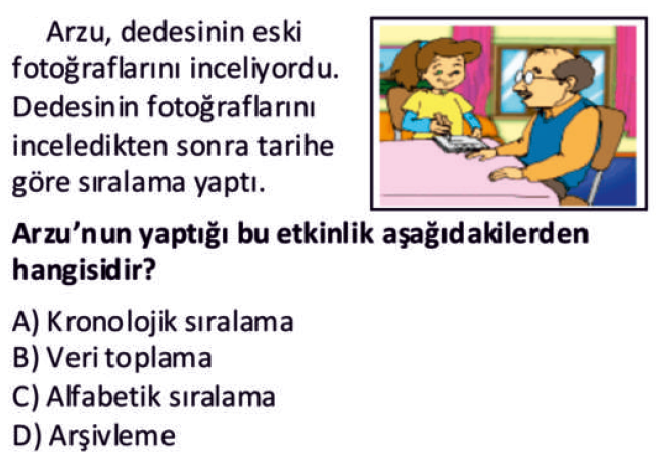 Arzu, dedesinin eski
fotoğraflarını inceliyordu.
Dedesinin fotoğraflarını
inceledikten sonra tarihe
göre sıralama yaptı.
Arzu’nun yaptığı bu etkinlik aşağıdakilerden
hangisidir?
A) Kronolojik sıralama
B) Veri toplama
C) Alfabetik sıralama
D) Arşivleme